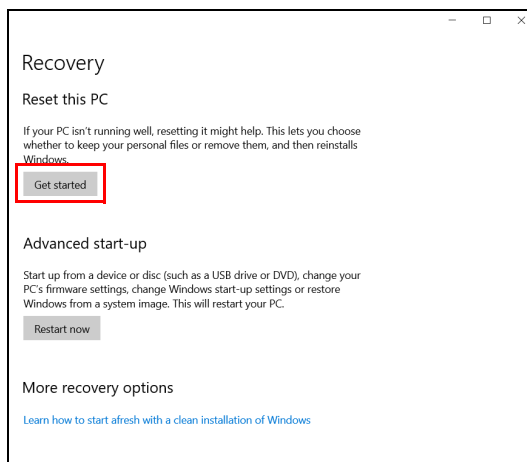 Recovery
Reset this PC
If your PC isn't running well, resetting it might help. This lets you choose
whether to keep your personal files or remove them, and then reinstalls
Windows.
Get started
Advanced start-up
Start up from a device or disc (such as a USB drive or DVD), change your
PC's firmware settings, change Windows start-up settings or restore
Windows from a system image. This will restart your PC.
Restart now
More recovery options
Learn how to start afresh with a clean installation of Windows